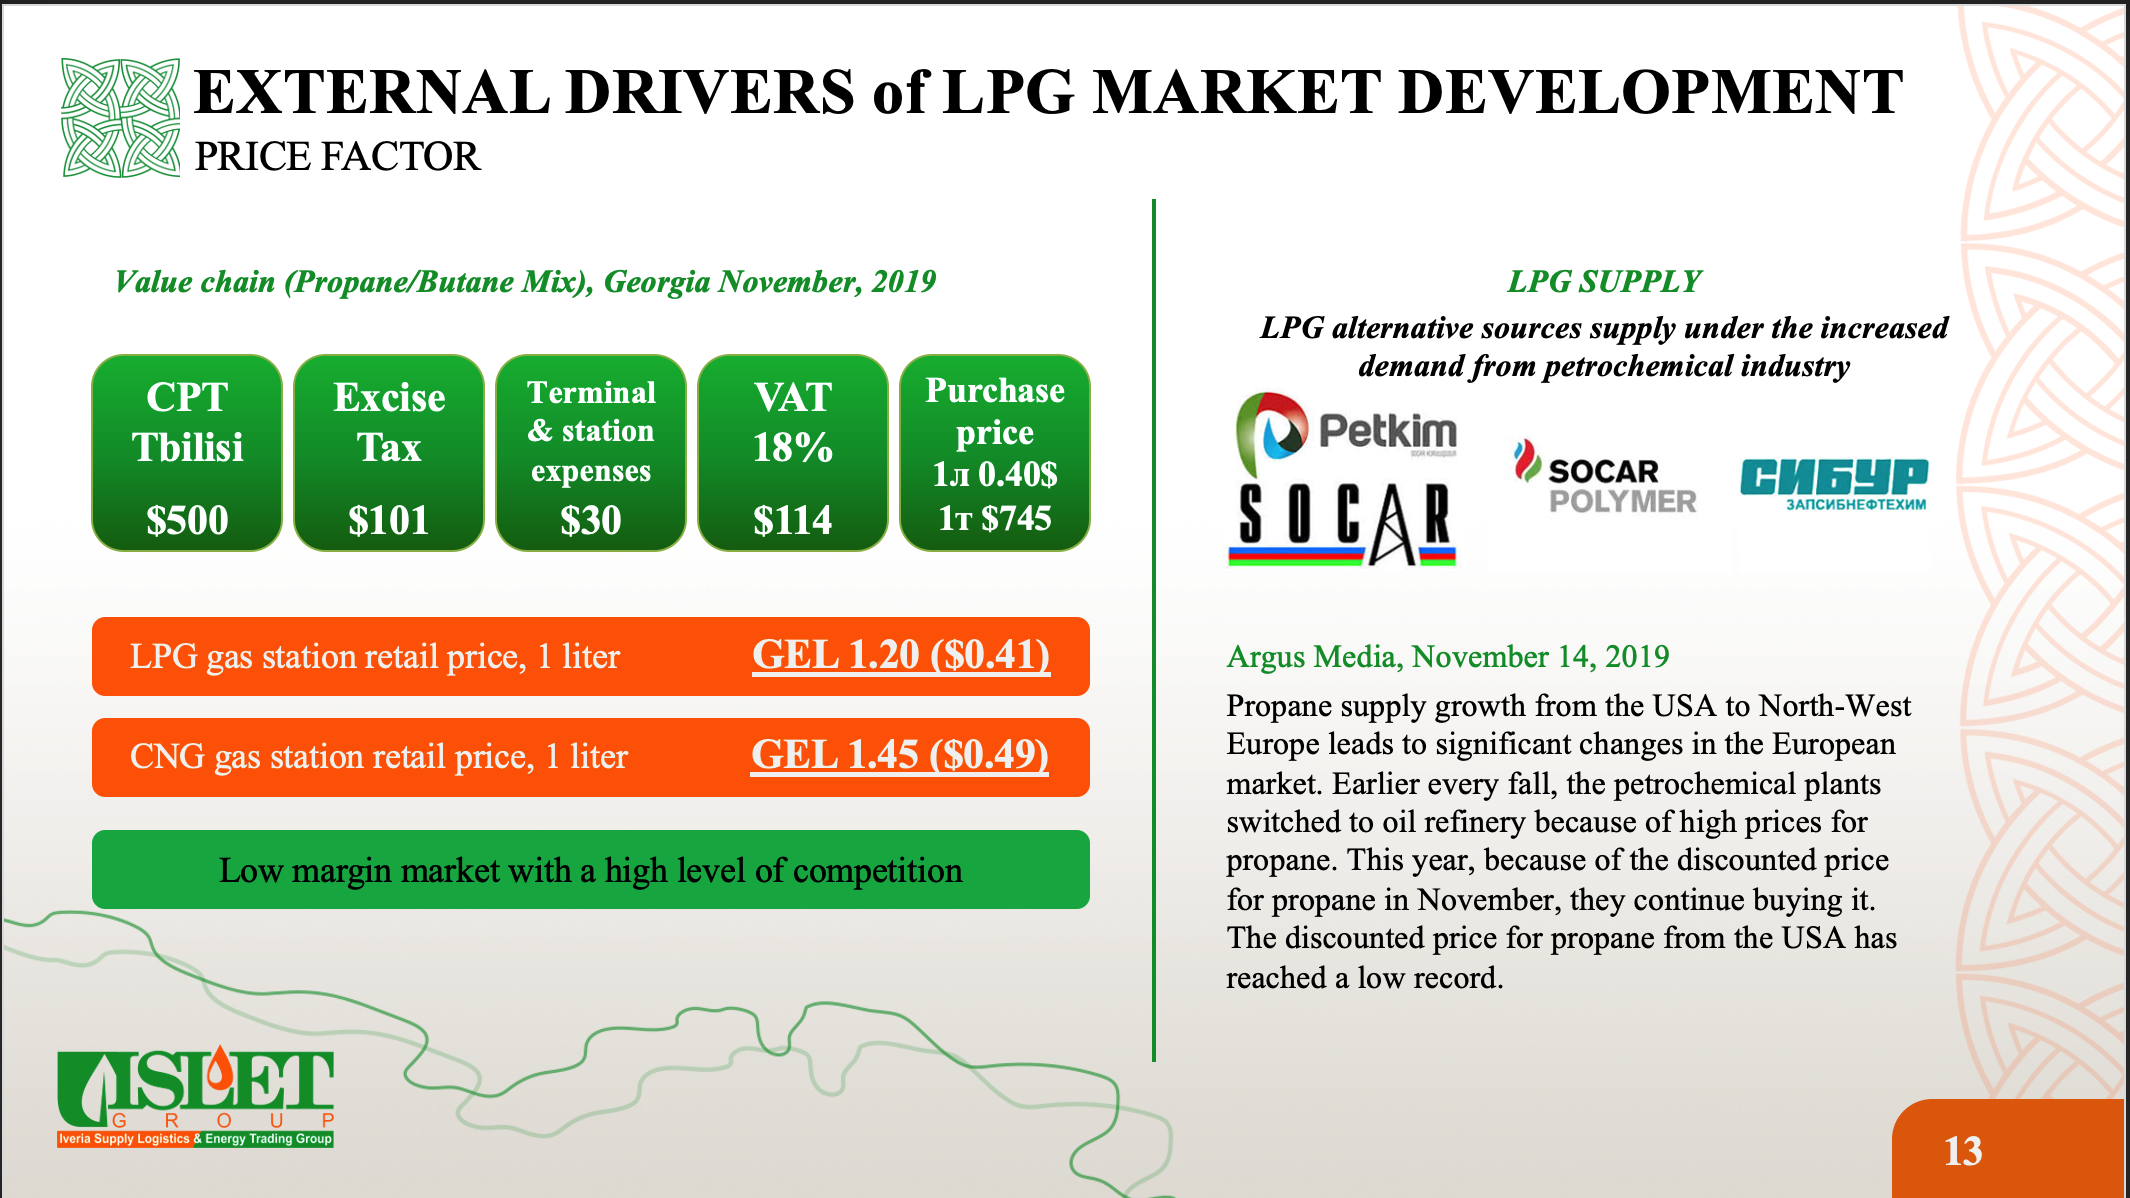 EXTERNAL DRIVERS of LPG MARKET DEVELOPMENT
PRICE FACTOR
Value chain (Propane/Butane Mix), Georgia November, 2019
CPT
Tbilisi
$500
Excise
Tax
$101
Terminal
& station
expenses
$30
VAT
18%
$114
Purchase
price
1л 0.40$
1т $745
LPG gas station retail price, 1 liter GEL 1.20 ($0.41)
CNG gas station retail price, 1 liter GEL 1.45 ($0.49)
Low margin market with a high level of competition
LPG SUPPLY
LPG alternative sources supply under the increased
demand from petrochemical industry
Petkim
SOCAR
SOCAR
POLYMER
СИБУР
ЗАПСИБНЕФТЕХИМ
Argus Media, November 14, 2019
Propane supply growth from the USA to North-West
Europe leads to significant changes in the European
market. Earlier every fall, the petrochemical plants
switched to oil refinery because of high prices for
propane. This year, because of the discounted price
for propane in November, they continue buying it.
The discounted price for propane from the USA has
reached a low record.
ISLET
GROUP
Iveria Supply Logistics & Energy Trading Group
13